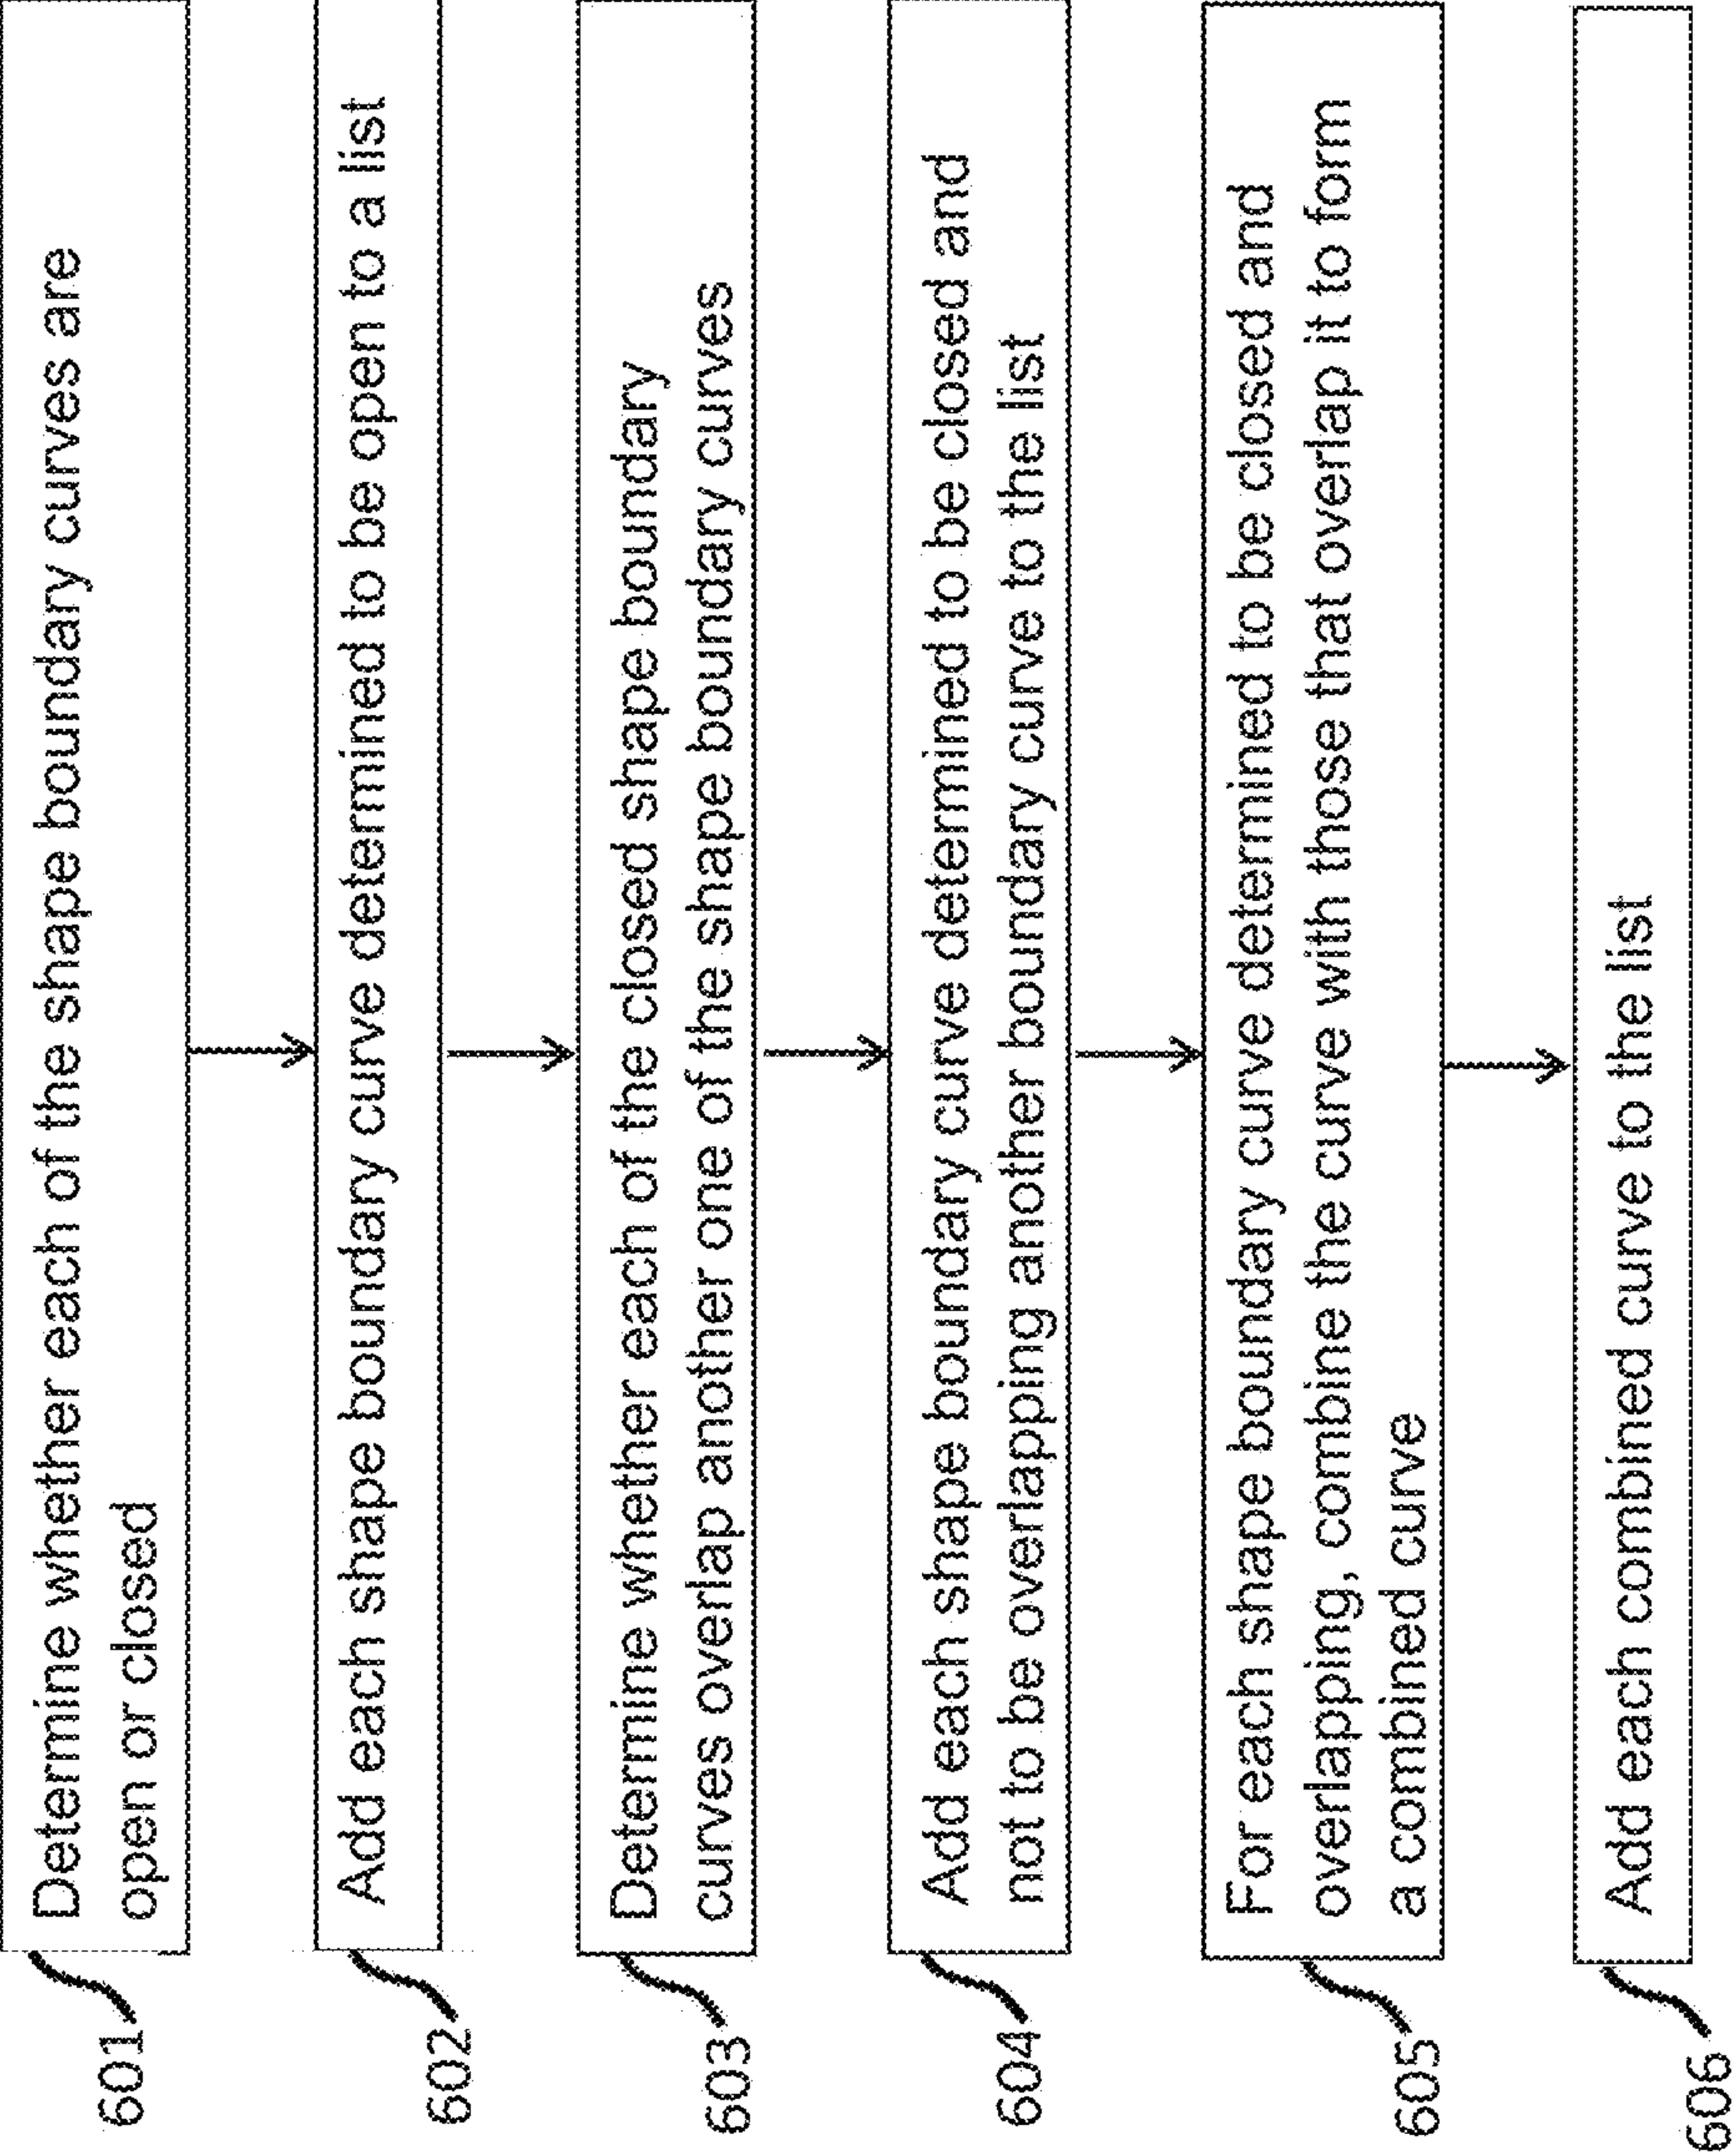 601
Determine whether each of the shape boundary curves are
open or closed
602
Add each shape boundary curve determined to be open to a list
603
Determine whether each of the closed shape boundary
curves overlap another one of the shape boundary curves
604
Add each shape boundary curve determined to be closed and
not to be overlapping another boundary curve to the list
605
For each shape boundary curve determined to be closed and
overlapping, combine the curve with those that overlap it to form
a combined curve
606
Add each combined curve to the list